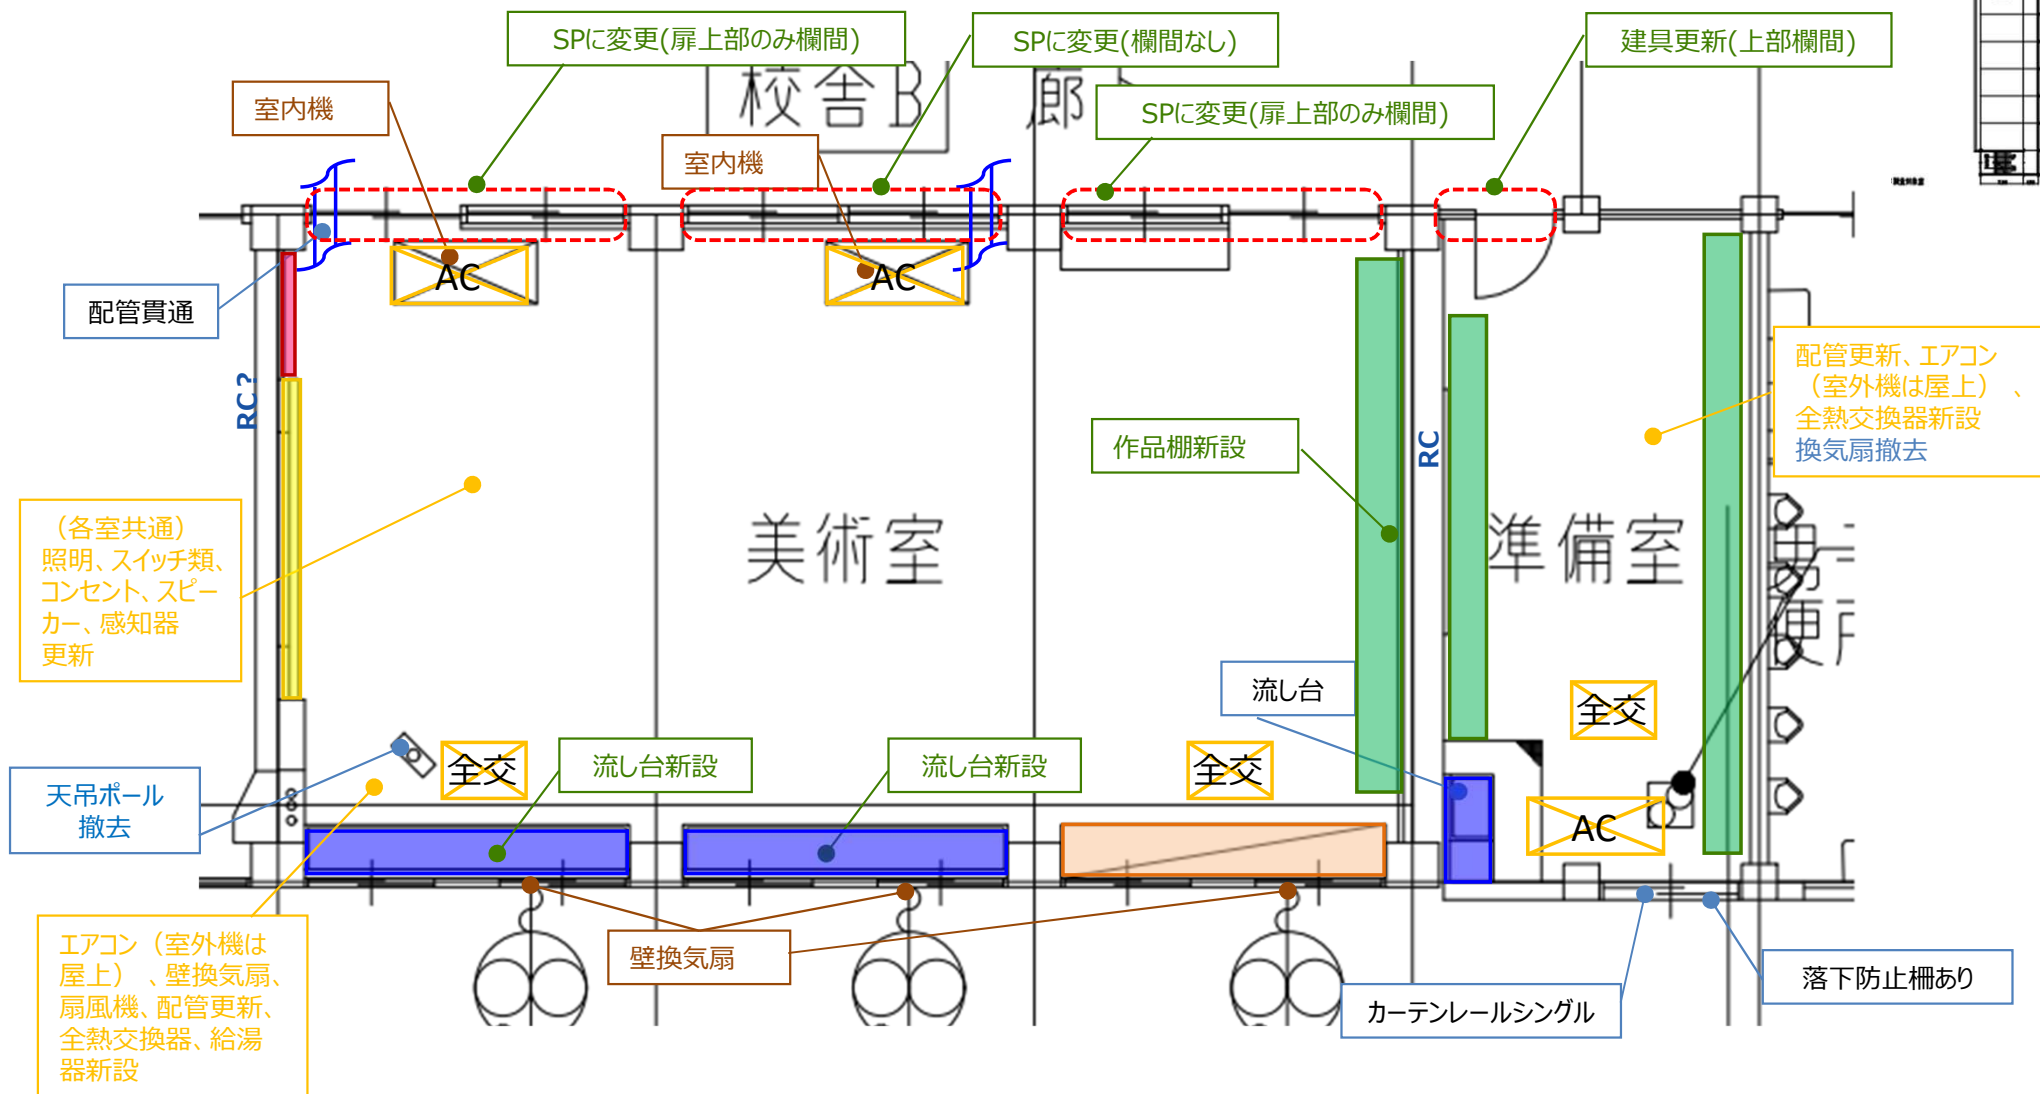 SPに変更(扉上部のみ欄間)
SPに変更(欄間なし)
建具更新(上部欄間)
校舎B
廊
室内機
SPに変更(扉上部のみ欄間)
室内機
AC
AC
配管貫通
RC?
配管更新、エアコン
（室外機は屋上）、
全熱交換器新設
換気扇撤去
作品棚新設
RC
（各室共通）
照明、スイッチ類、
コンセント、スピー
カー、感知器
更新
美術室
準備室
流し台
全交
天吊ポール
撤去
全交
流し台新設
流し台新設
全交
AC
エアコン（室外機は
屋上）、壁換気扇、
扇風機、配管更新、
全熱交換器、給湯
器新設
壁換気扇
カーテンレールシングル
落下防止柵あり